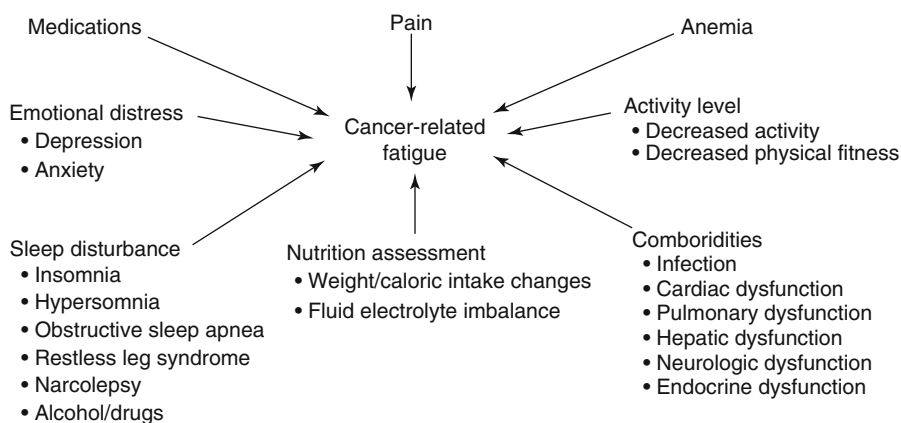 Medications
Pain
Anemia
Emotional distress
• Depression
• Anxiety
Cancer-related
fatigue
Activity level
• Decreased activity
• Decreased physical fitness
Sleep disturbance
• Insomnia
• Hypersomnia
• Obstructive sleep apnea
• Restless leg syndrome
• Narcolepsy
• Alcohol/drugs
Nutrition assessment
• Weight/caloric intake changes
• Fluid electrolyte imbalance
Comboridities
• Infection
• Cardiac dysfunction
• Pulmonary dysfunction
• Hepatic dysfunction
• Neurologic dysfunction
• Endocrine dysfunction